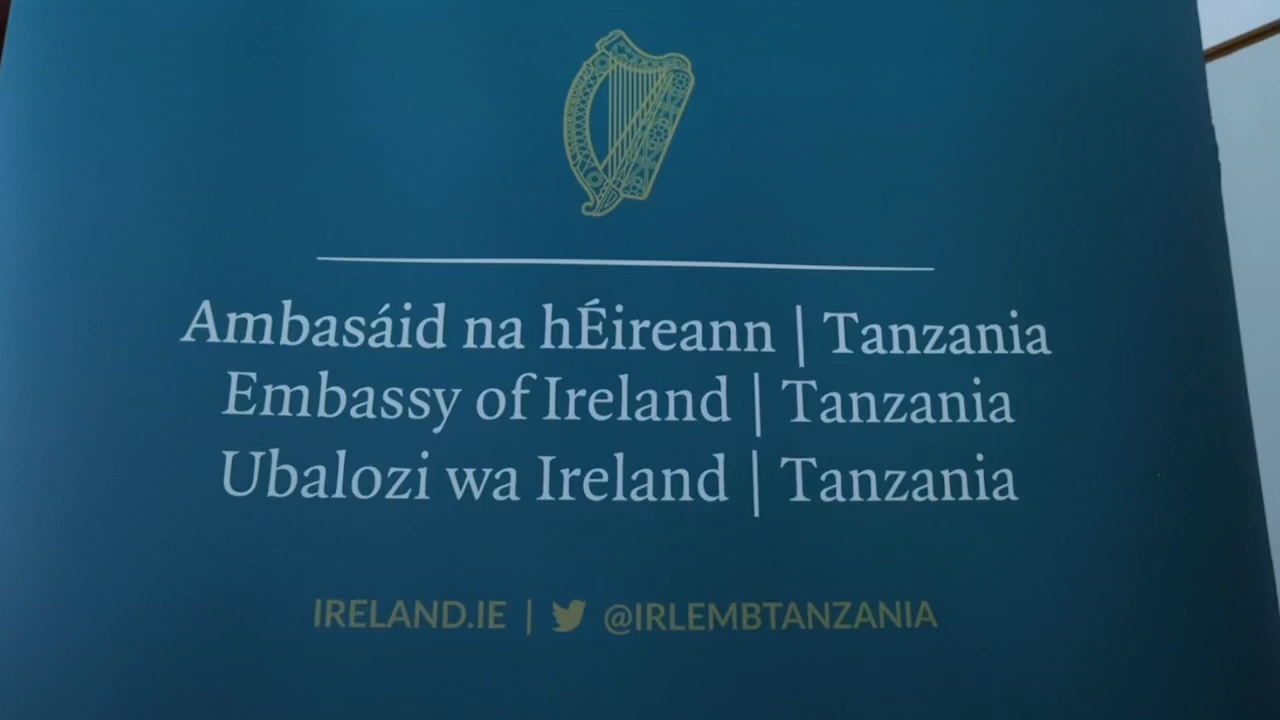 Ambasáid na hÉireann | Tanzania
Embassy of Ireland | Tanzania
Ubalozi wa Ireland | Tanzania
IRELAND.IE | @IRLEMBTANZANIA